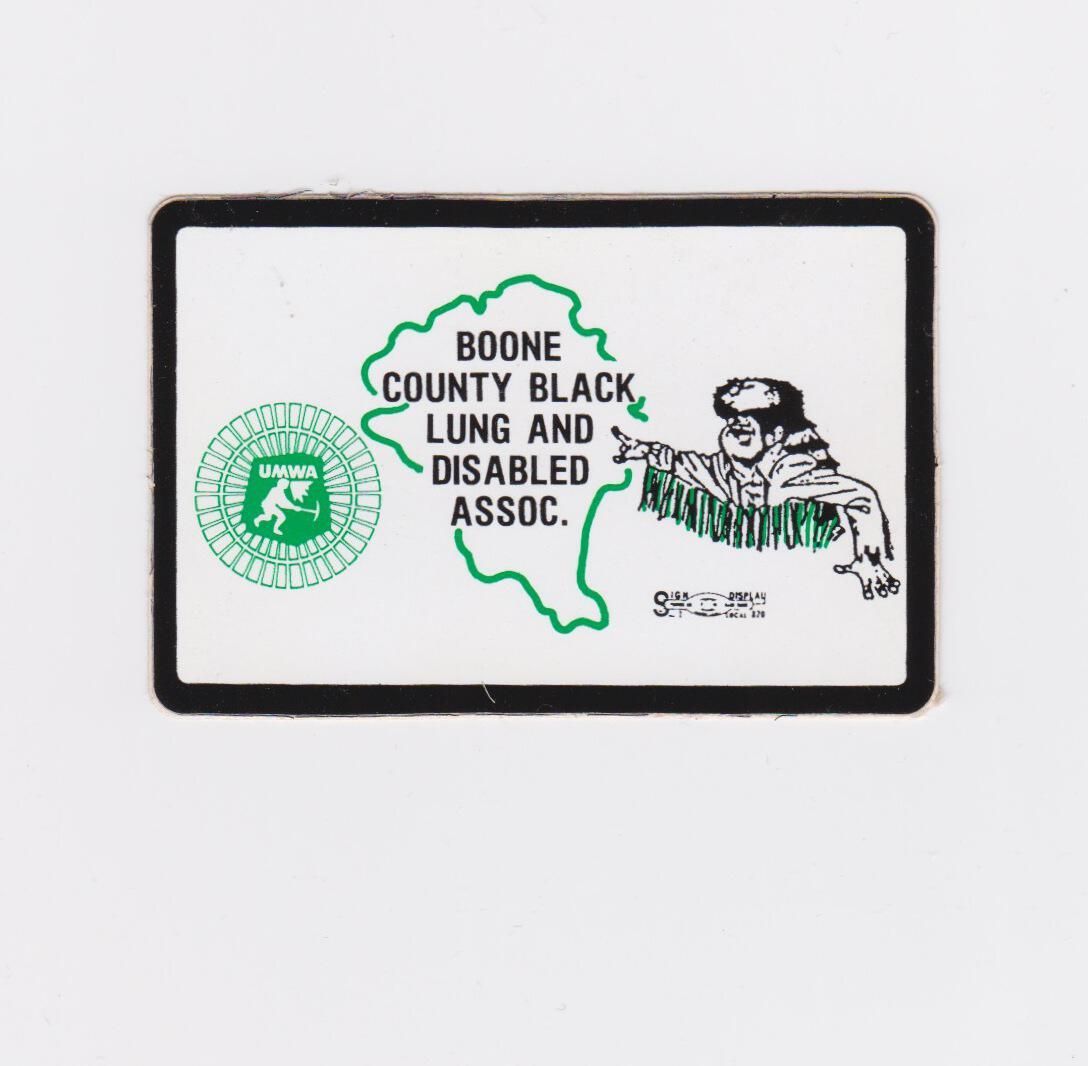 BOONE
COUNTY BLACK
LUNG AND
DISABLED
ASSOC.
UMWA
SIGN DISPLAY
LOCAL